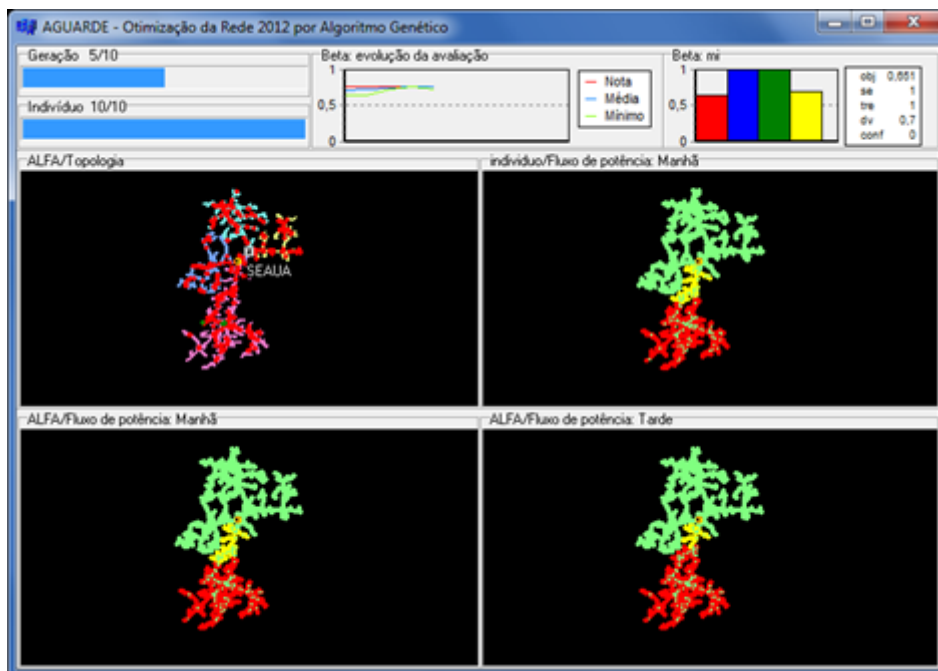 AGUARDE - Otimização da Rede 2012 por Algoritmo Genético
Geração 5/10
Indivíduo 10/10
Beta: evolução da avaliação
1
0,5
0
Nota
Média
Mínimo
Beta: mi
1
0,5
0
obj 0,651
se 1
tre 1
dv 0,7
conf 0
ALFA/Topologia
SEAUA
individuo/Fluxo de potência: Manhã
ALFA/Fluxo de potência: Manhã
ALFA/Fluxo de potência: Tarde